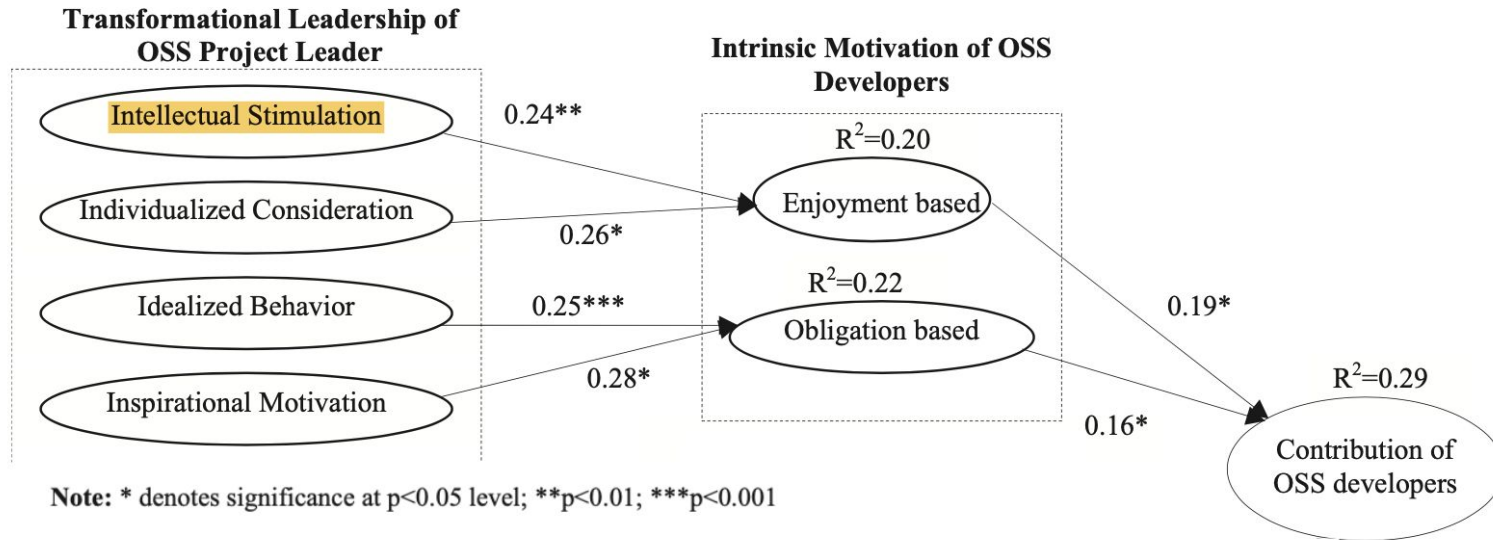 Transformational Leadership of
OSS Project Leader
Intellectual Stimulation
Individualized Consideration
Idealized Behavior
Inspirational Motivation
0.24**
0.26*
0.25***
0.28*
Intrinsic Motivation of OSS
Developers
R²=0.20
Enjoyment based
R²=0.22
Obligation based
0.19*
0.16*
R²=0.29
Contribution of
OSS developers
Note: * denotes significance at p<0.05 level; **p<0.01; ***p<0.001